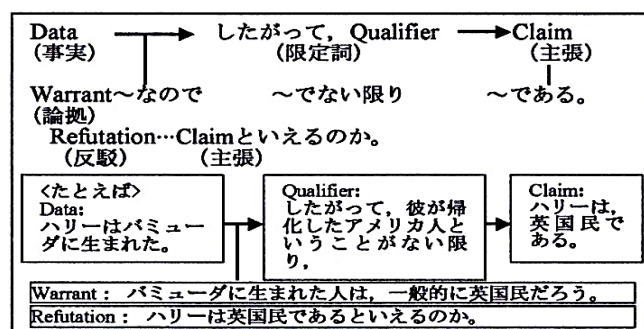 Data したがって，Qualifier Claim
(事実) (限定詞) (主張)
Warrant～なので ～でない限り ～である。
(論拠)
Refutation…Claimといえるのか。
(反駁) (主張)
<たとえば>
Data:
ハリーはバミュー
ダに生まれた。
Qualifier:
したがって，彼が帰
化したアメリカ人と
いうことがない限
り，
Claim:
ハリーは，
英国民で
ある。
Warrant： バミューダに生まれた人は，一般的に英国民だろう。
Refutation： ハリーは英国民であるといえるのか。